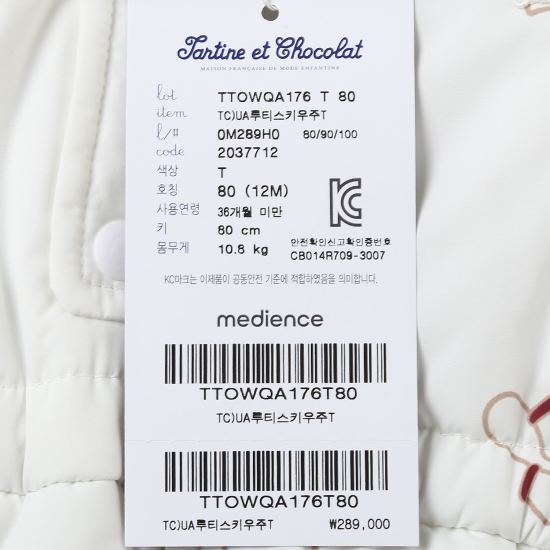 Tartine et Chocolat
MAISON FRANÇAISE DE MODE ENFANTINE
lot TTOWQA176 T 80
item TC)UA루티스키우주T
l/# 0M289H0 80/90/100
code 2037712
색상 T
호칭 80 (12M)
사용연령 36개월 미만
키 80 cm
몸무게 10.8 kg
안전확인신고확인증번호
CB014R709-3007
KC마크는 이제품이 공동안전 기준에 적합하였음을 의미합니다.
medience
TTOWQA176T80
TC)UA루티스키우주T
TTOWQA176T80
TC)UA루티스키우주T ₩289,000